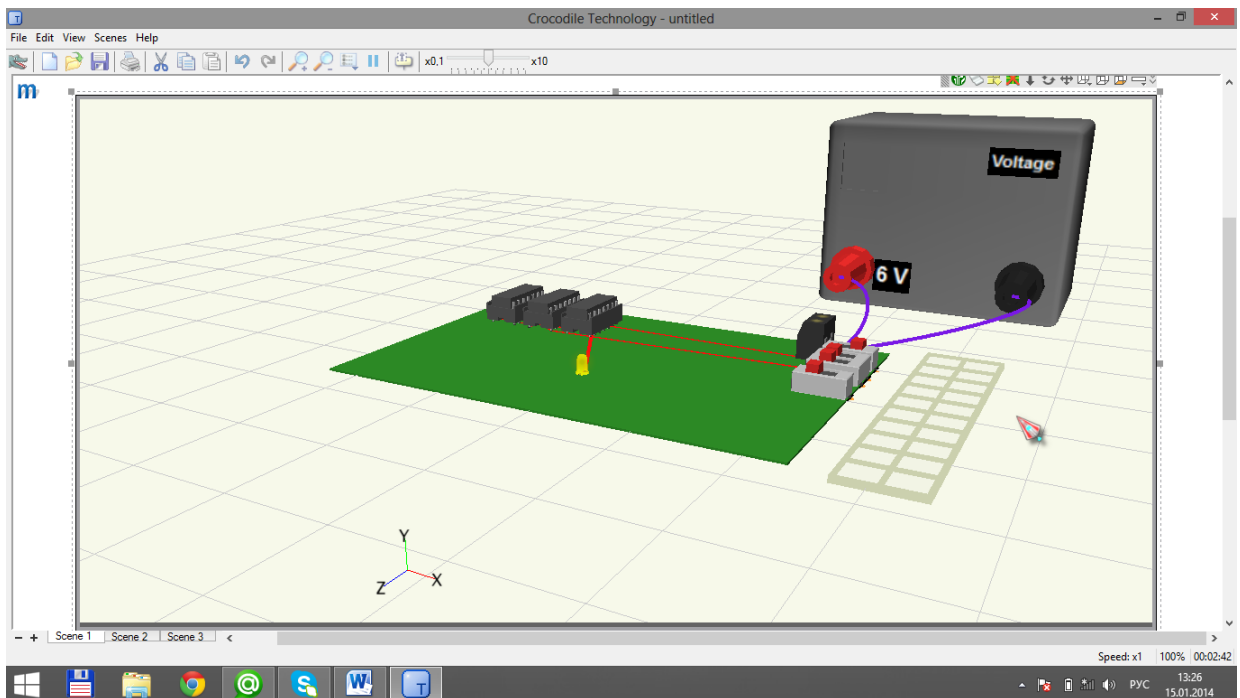 Crocodile Technology - untitled
File Edit View Scenes Help
x0,1 x10
m
Voltage
6 V
Y
Z X
Scene 1 Scene 2 Scene 3
Speed: x1 100% 00:02:42
W T
РУС 13:26
15.01.2014